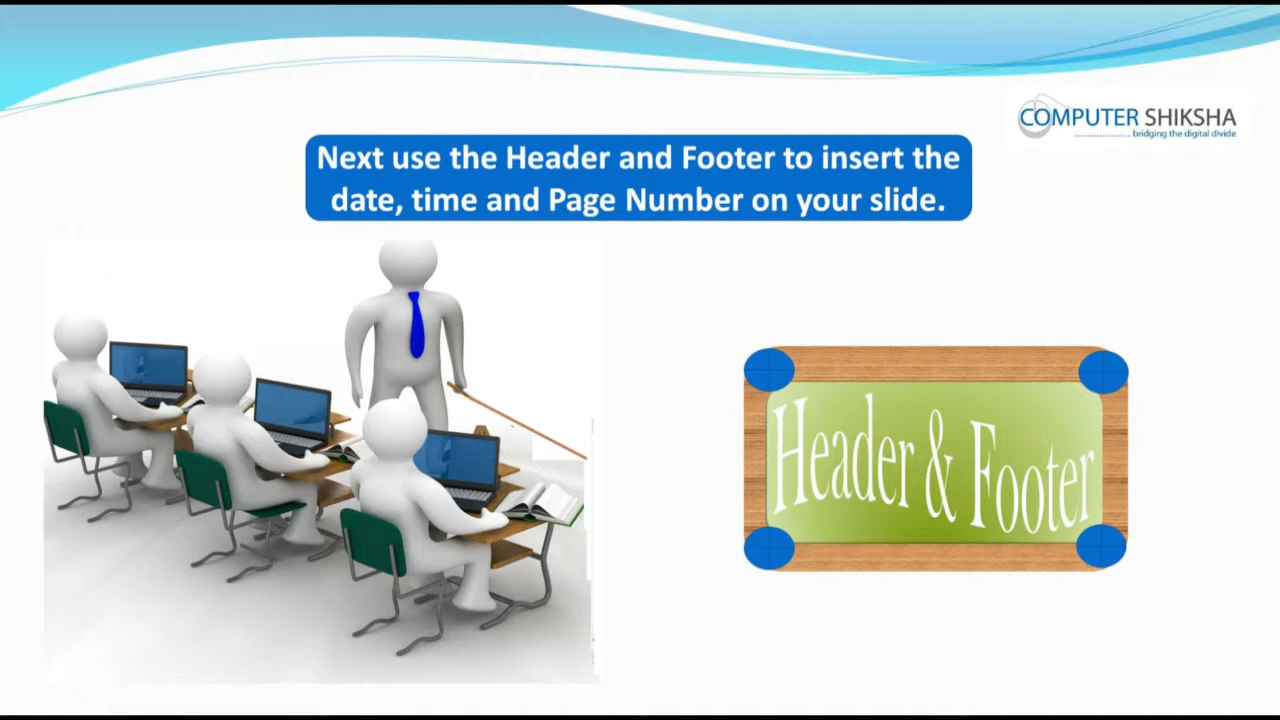 COMPUTER SHIKSHA
bridging the digital divide
Next use the Header and Footer to insert the
date, time and Page Number on your slide.
Header & Footer